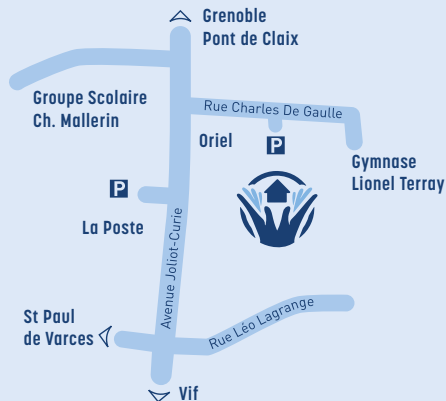 Grenoble
Pont de Claix
Groupe Scolaire
Ch. Mallerin
Rue Charles De Gaulle
Oriel
P
Gymnase
Lionel Terray
P
La Poste
Avenue Joliot-Curie
St Paul
de Varces
Rue Léo Lagrange
Vif